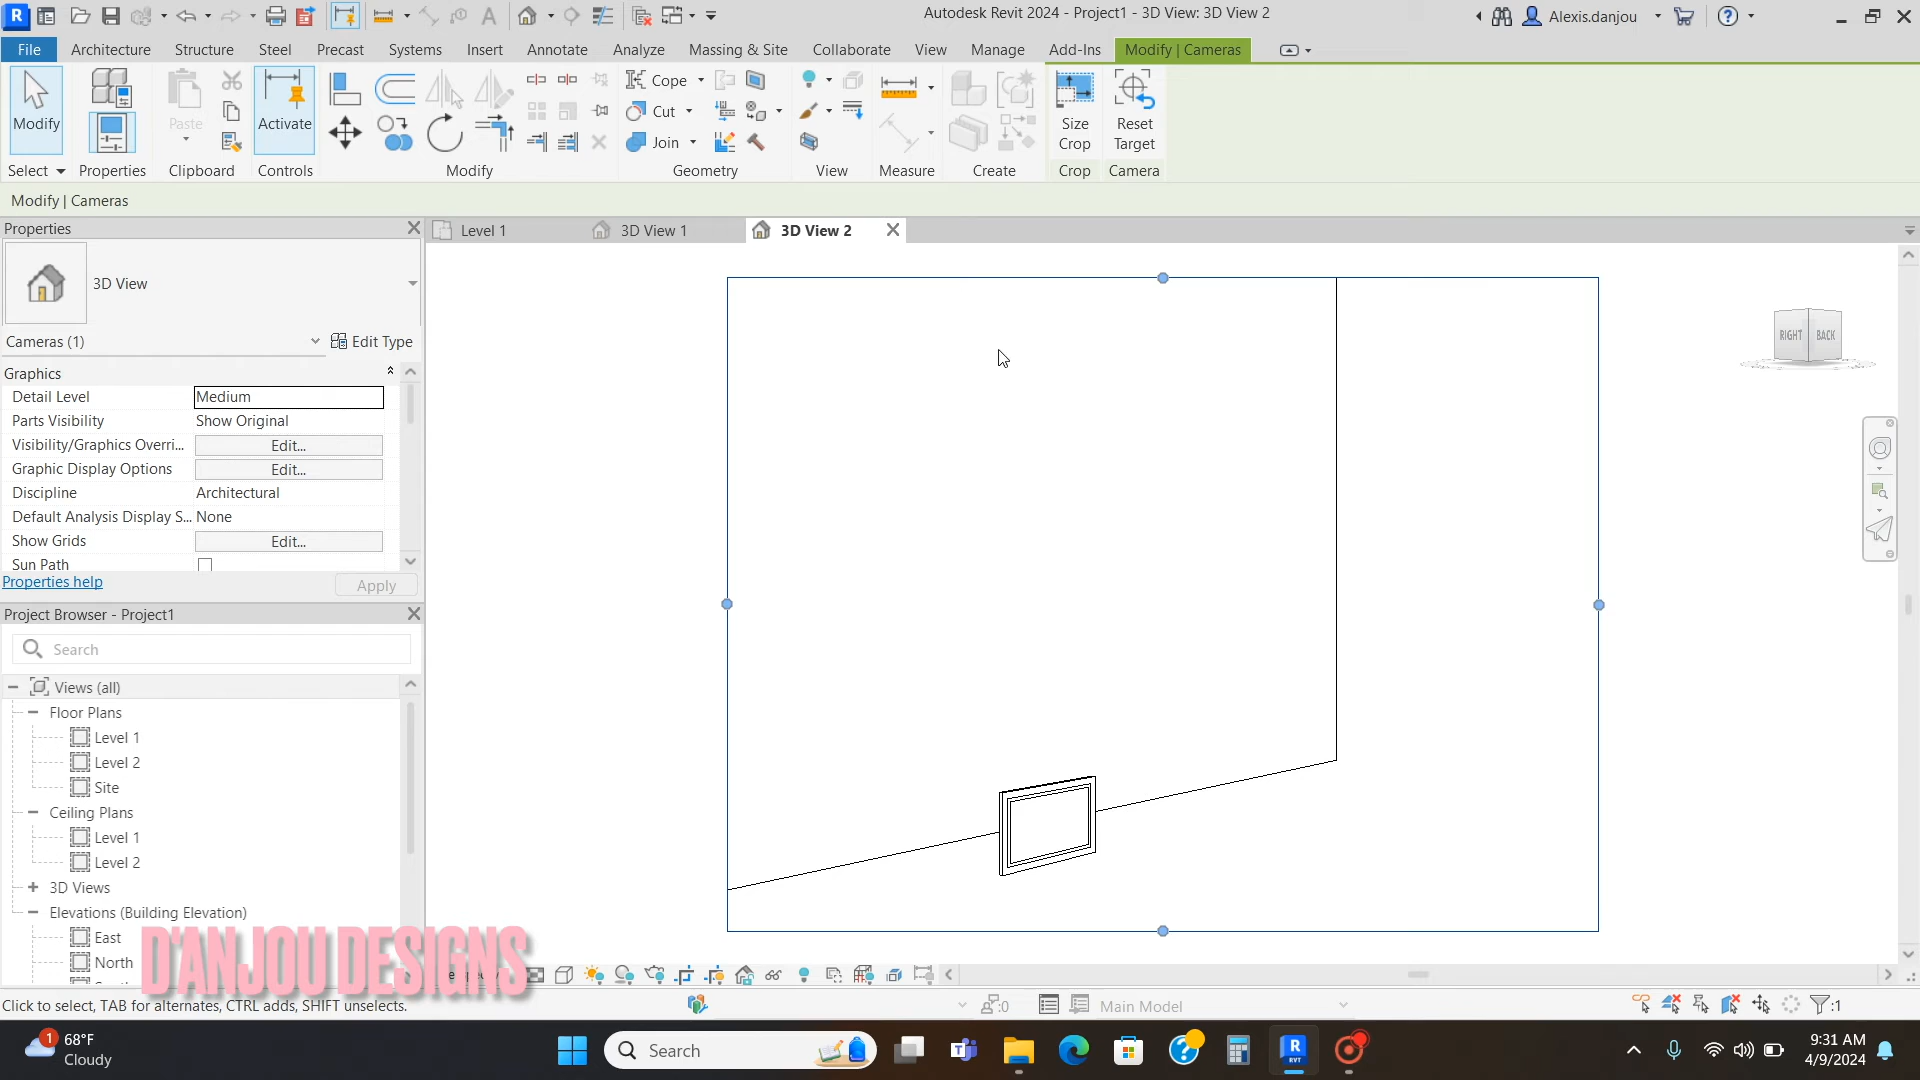 Autodesk Revit 2024 - Project1 - 3D View: 3D View 2
Alexis.danjou
File Architecture Structure Steel Precast Systems Insert Annotate Analyze Massing & Site Collaborate View Manage Add-Ins Modify | Cameras
Modify
Paste
Activate
Cope
Cut
Join
Size
Crop
Reset
Target
Select Properties Clipboard Controls Modify Geometry View Measure Create Crop Camera
Modify | Cameras
Properties
Level 1
3D View 1
3D View 2
3D View
RIGHT BACK
Cameras (1)
Edit Type
Graphics
Detail Level Medium
Parts Visibility Show Original
Visibility/Graphics Overri... Edit...
Graphic Display Options Edit...
Discipline Architectural
Default Analysis Display S... None
Show Grids Edit...
Sun Path
Properties help
Apply
Project Browser - Project1
Search
Views (all)
Floor Plans
Level 1
Level 2
Site
Ceiling Plans
Level 1
Level 2
3D Views
Elevations (Building Elevation)
East
North
D'ANJOU DESIGNS
Click to select, TAB for alternates, CTRL adds, SHIFT unselects.
:0
Main Model
:1
1
68°F
Cloudy
Search
RVT
9:31 AM
4/9/2024